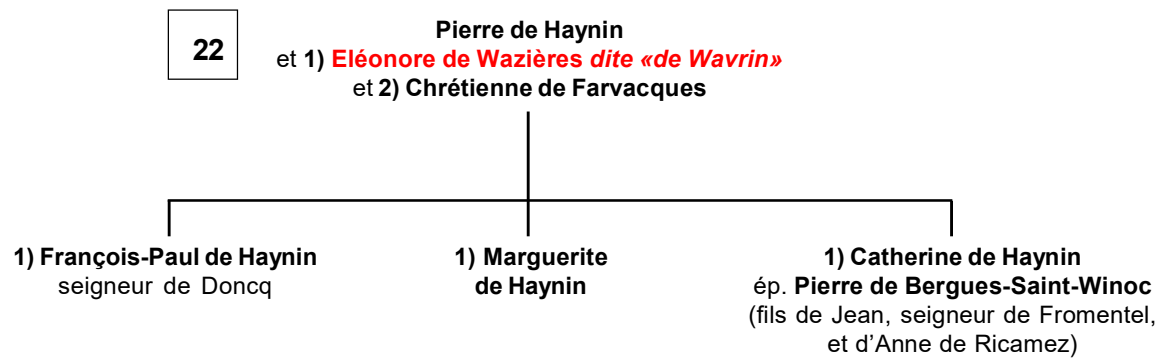 22
Pierre de Haynin
et 1) Eléonore de Wazières dite «de Wavrin»
et 2) Chrétienne de Farvacques
1) François-Paul de Haynin
seigneur de Doncq
1) Marguerite
de Haynin
1) Catherine de Haynin
ép. Pierre de Bergues-Saint-Winoc
(fils de Jean, seigneur de Fromentel,
et d'Anne de Ricamez)